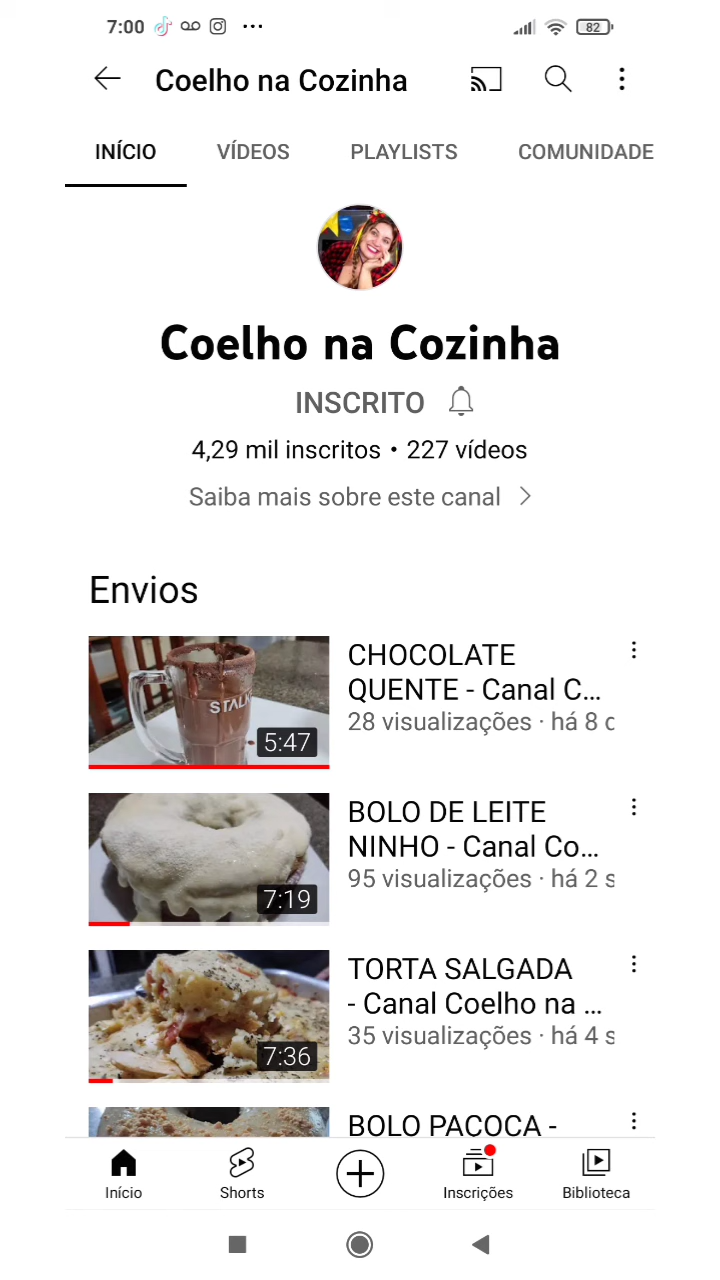 7:00
82
Coelho na Cozinha
INÍCIO VÍDEOS PLAYLISTS COMUNIDADE
Coelho na Cozinha
INSCRITO
4,29 mil inscritos • 227 vídeos
Saiba mais sobre este canal
Envios
STALK
5:47
CHOCOLATE
QUENTE - Canal C...
28 visualizações · há 8 d
7:19
BOLO DE LEITE
NINHO - Canal Co...
95 visualizações · há 2 s
7:36
TORTA SALGADA
- Canal Coelho na ...
35 visualizações · há 4 s
BOLO PAÇOCA -
Início Shorts Inscrições Biblioteca